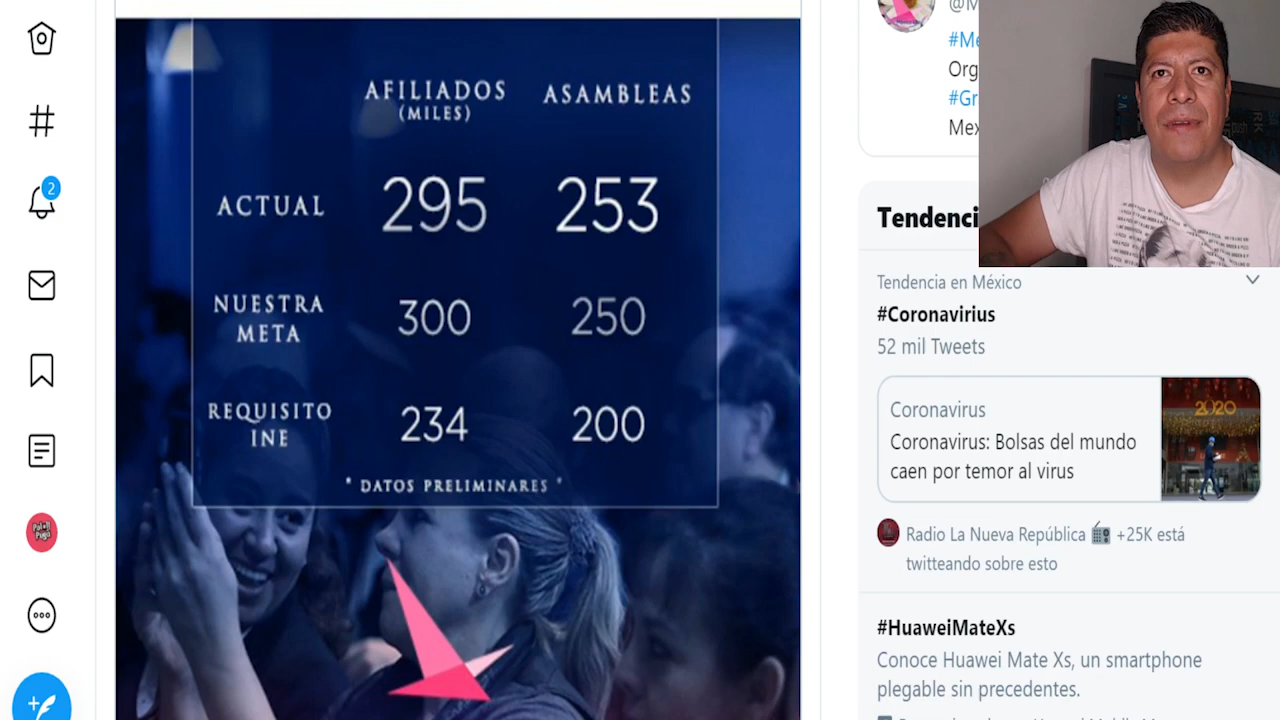 AFILIADOS
(MILES)
ASAMBLEAS
ACTUAL
295
253
NUESTRA
META
300
250
REQUISITO
INE
234
200
* DATOS PRELIMINARES *
2
@M
#Me
Org
#Gr
Mex
Tendenci
Tendencia en México
#Coronavirius
52 mil Tweets
Coronavirus
Coronavirus: Bolsas del mundo
caen por temor al virus
2020
Radio La Nueva República +25K está
twitteando sobre esto
#HuaweiMateXs
Conoce Huawei Mate Xs, un smartphone
plegable sin precedentes.